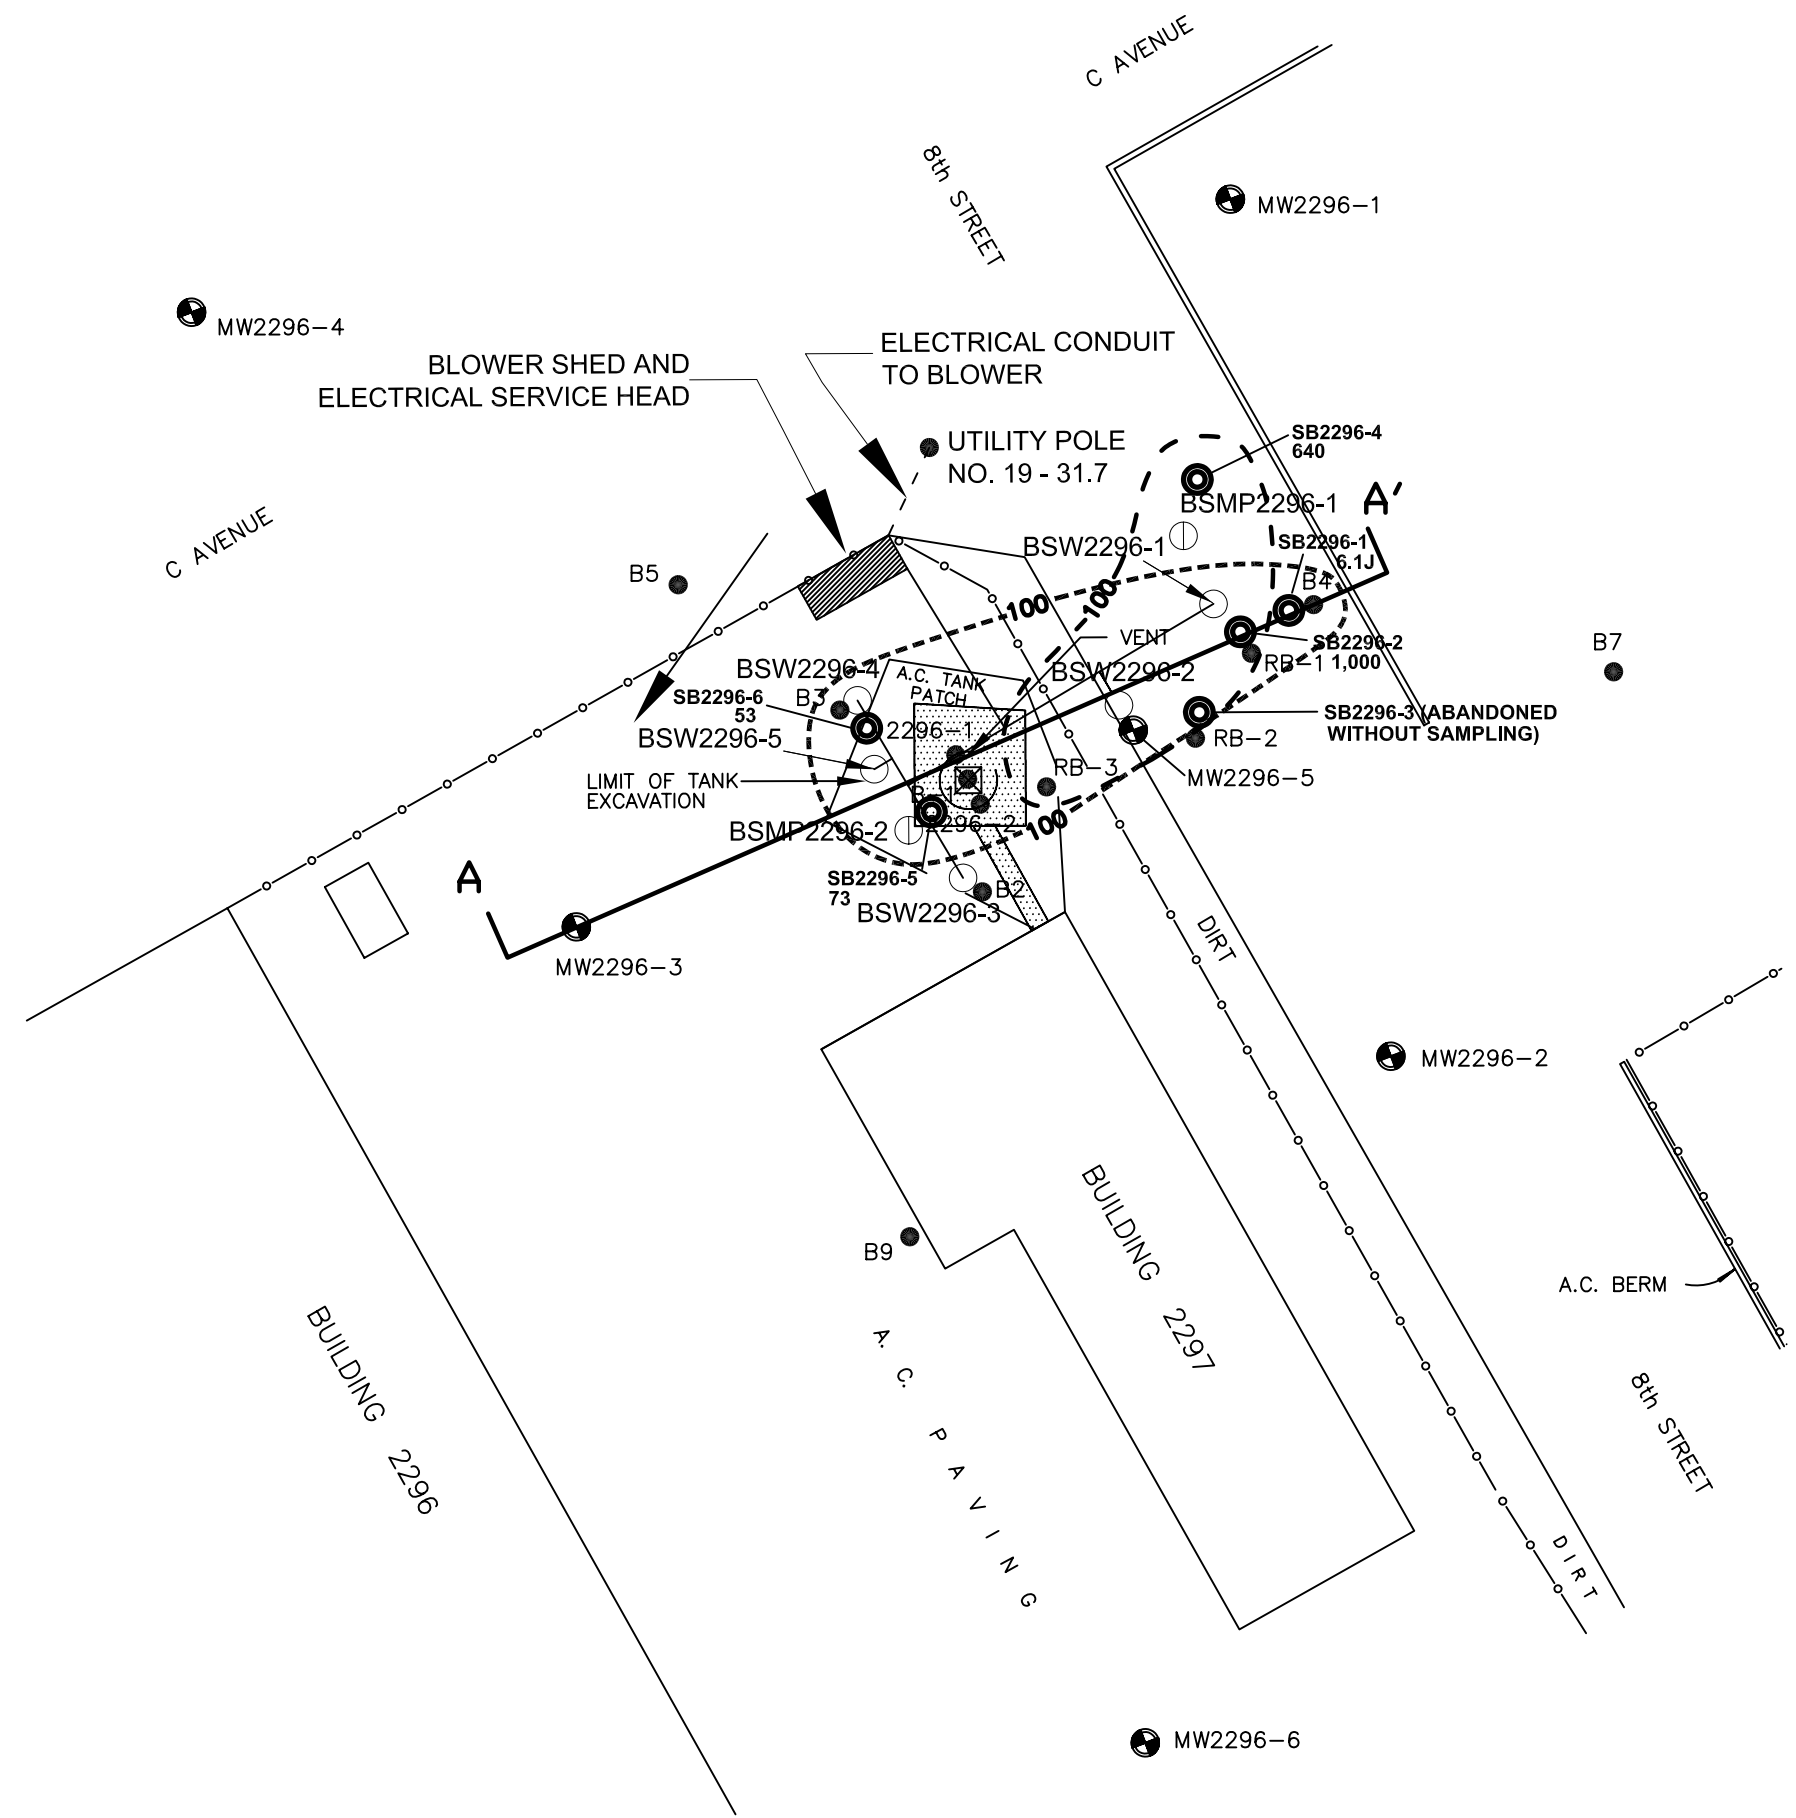 C AVENUE
8th STREET
MW2296-1
MW2296-4
BLOWER SHED AND
ELECTRICAL SERVICE HEAD
ELECTRICAL CONDUIT
TO BLOWER
UTILITY POLE
NO. 19 - 31.7
SB2296-4
640
BSMP2296-1
A'
C AVENUE
BSW2296-1
SB2296-1
6.1J
B5
B4
100
100
VENT
SB2296-2
1,000
RB-1
B7
BSW2296-4
A.C. TANK
PATCH
BSW2296-2
SB2296-6
53
B3
2296-1
SB2296-3 (ABANDONED
WITHOUT SAMPLING)
BSW2296-5
RB-2
LIMIT OF TANK
EXCAVATION
RB-3
MW2296-5
B-1
BSMP2296-2
2296-2
100
A
SB2296-5
73
B2
BSW2296-3
DIRT
MW2296-3
MW2296-2
BUILDING 2297
B9
A.C. BERM
BUILDING 2296
A. C. PAVING
8th STREET
DIRT
MW2296-6